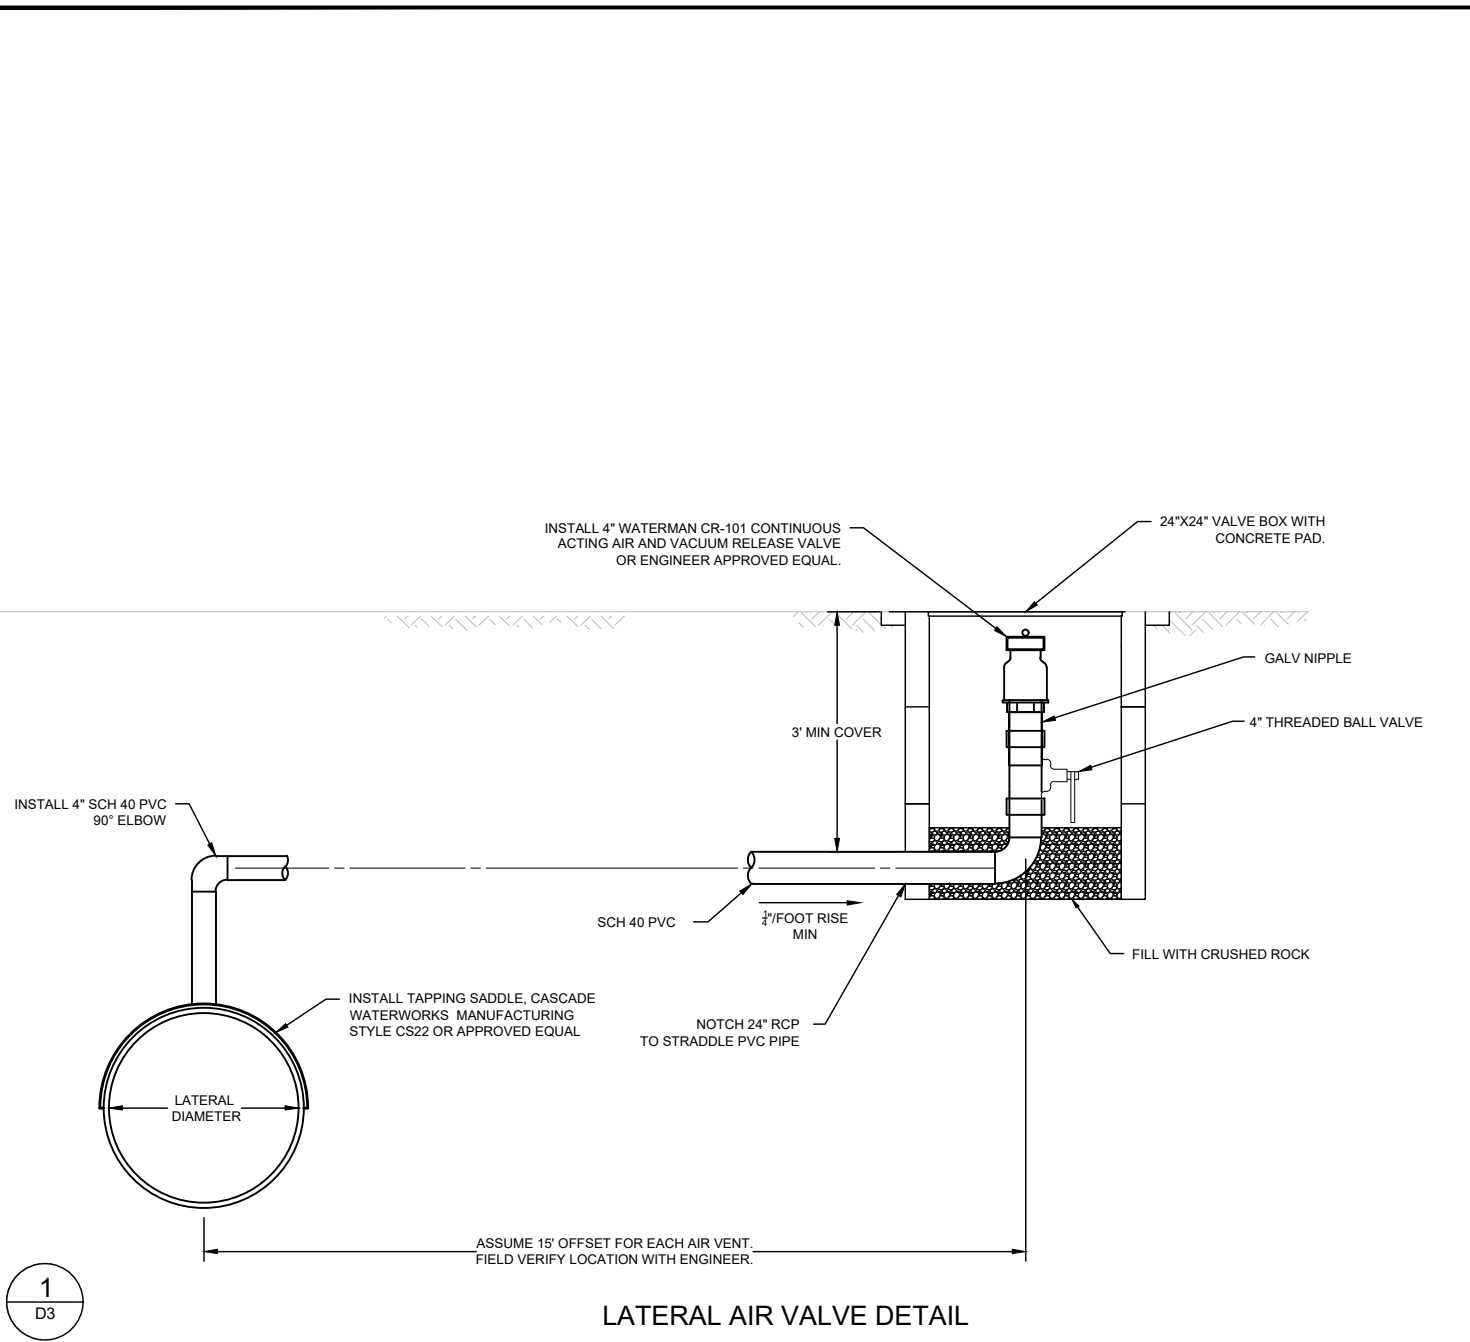 INSTALL 4" WATERMAN CR-101 CONTINUOUS
ACTING AIR AND VACUUM RELEASE VALVE
OR ENGINEER APPROVED EQUAL.
24"X24" VALVE BOX WITH
CONCRETE PAD.
GALV NIPPLE
4" THREADED BALL VALVE
3' MIN COVER
INSTALL 4" SCH 40 PVC
90° ELBOW
SCH 40 PVC
1/4"/FOOT RISE
MIN
FILL WITH CRUSHED ROCK
INSTALL TAPPING SADDLE, CASCADE
WATERWORKS MANUFACTURING
STYLE CS22 OR APPROVED EQUAL
NOTCH 24" RCP
TO STRADDLE PVC PIPE
LATERAL
DIAMETER
ASSUME 15' OFFSET FOR EACH AIR VENT.
FIELD VERIFY LOCATION WITH ENGINEER.
1
D3
LATERAL AIR VALVE DETAIL